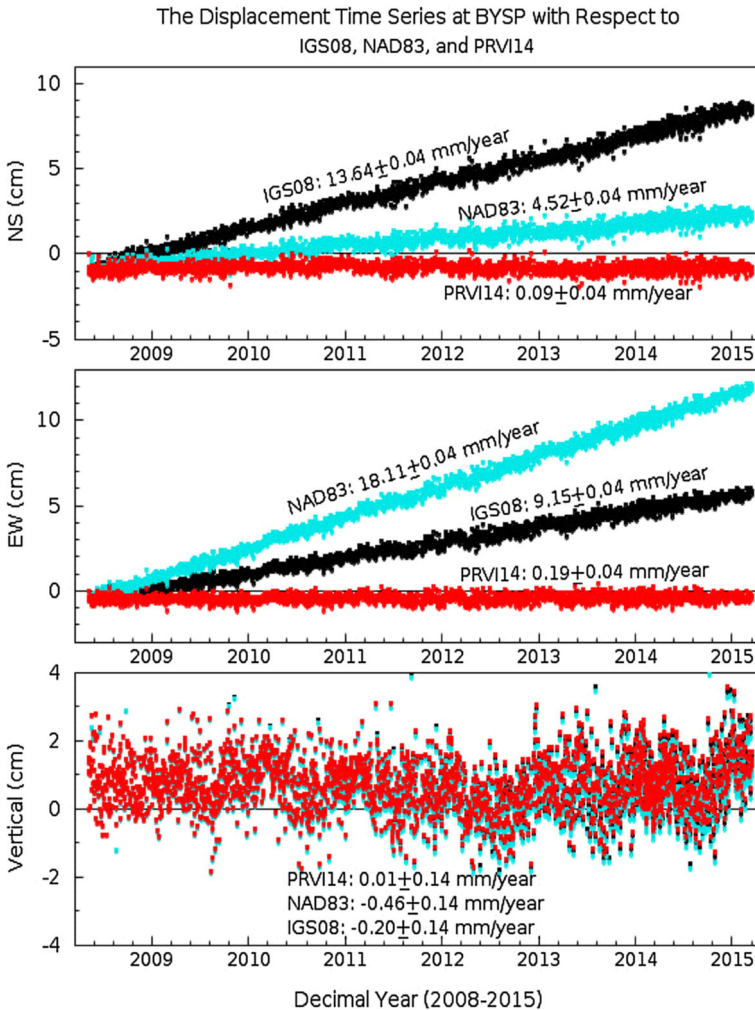 The Displacement Time Series at BYSP with Respect to
IGS08, NAD83, and PRVI14
10
5
0
-5
NS (cm)
IGS08: 13.64±0.04 mm/year
NAD83: 4.52±0.04 mm/year
PRVI14: 0.09±0.04 mm/year
2009 2010 2011 2012 2013 2014 2015
10
5
0
EW (cm)
NAD83: 18.11±0.04 mm/year
IGS08: 9.15±0.04 mm/year
PRVI14: 0.19±0.04 mm/year
2009 2010 2011 2012 2013 2014 2015
4
2
0
-2
-4
Vertical (cm)
PRVI14: 0.01±0.14 mm/year
NAD83: -0.46±0.14 mm/year
IGS08: -0.20±0.14 mm/year
2009 2010 2011 2012 2013 2014 2015
Decimal Year (2008-2015)